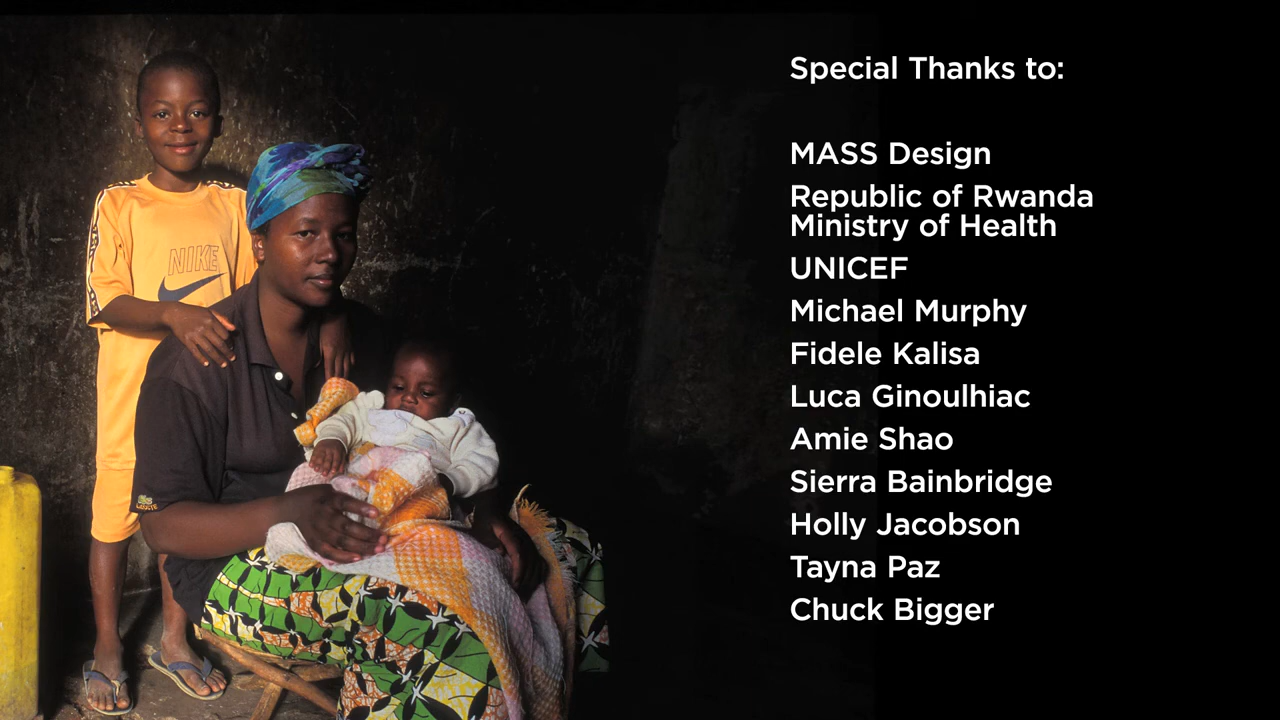 NIKE
Special Thanks to:
MASS Design
Republic of Rwanda
Ministry of Health
UNICEF
Michael Murphy
Fidele Kalisa
Luca Ginoulhiac
Amie Shao
Sierra Bainbridge
Holly Jacobson
Tayna Paz
Chuck Bigger